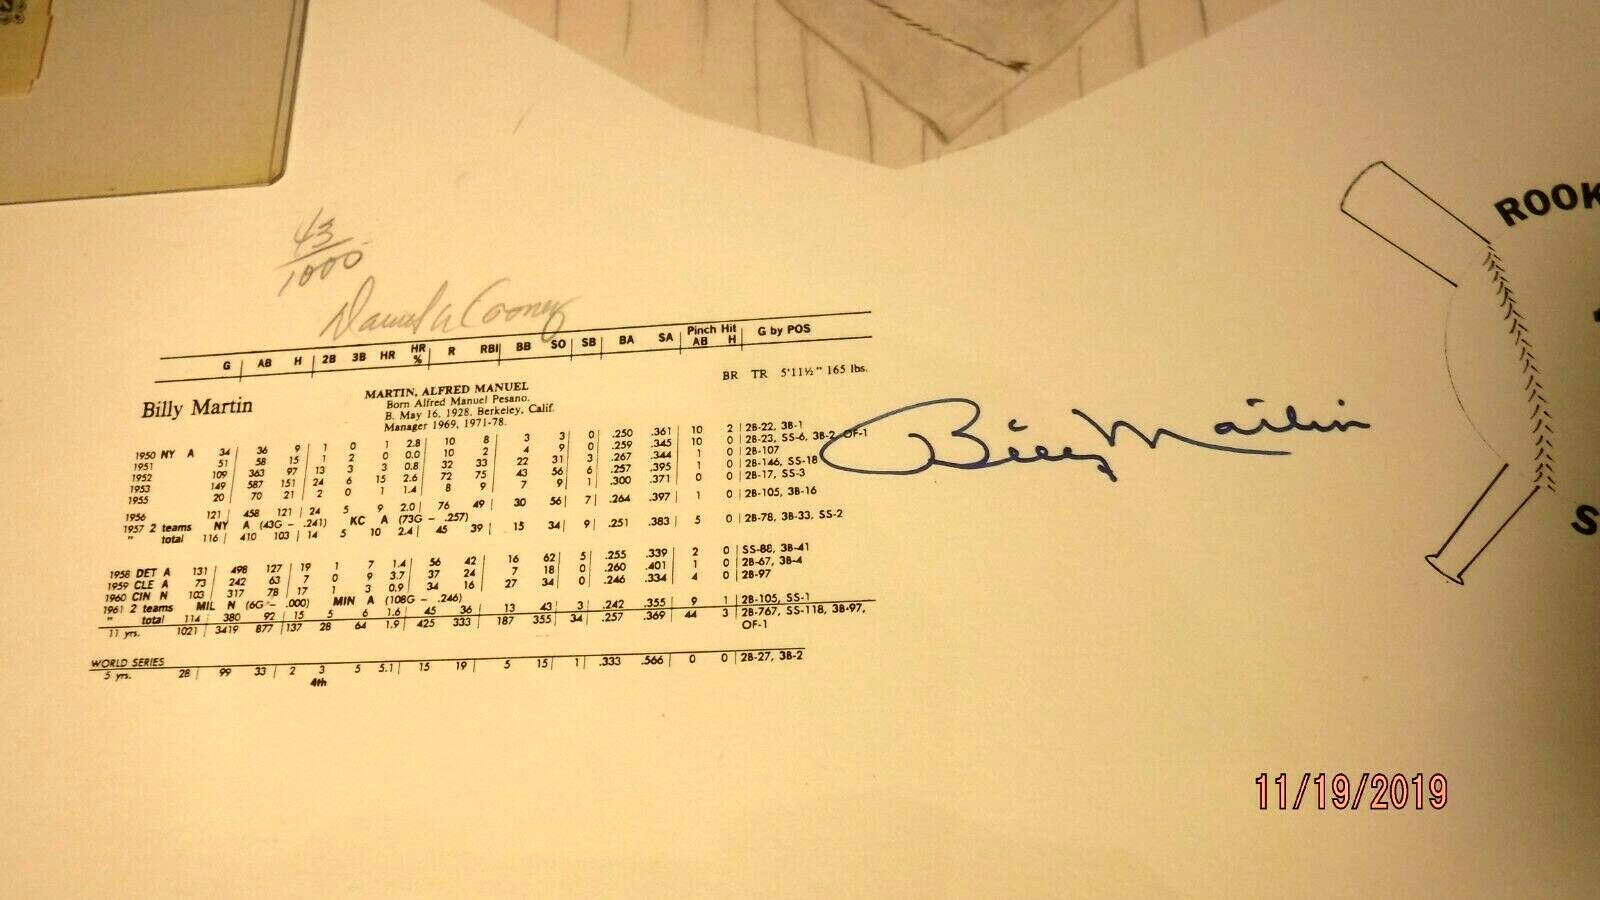 43/1000
Daniel W Cooney
G AB H 2B 3B HR HR % R RBI BB SO SB BA SA Pinch Hit AB H G by POS
Billy Martin
MARTIN, ALFRED MANUEL BR TR 5'11½" 165 lbs.
Born Alfred Manuel Pesano.
B. May 16, 1928, Berkeley, Calif.
Manager 1969, 1971-78.
1950 NY A 34 36 9 1 0 1 2.8 10 8 3 3 0 .250 .361 10 2 2B-22, 3B-1
1951 51 58 15 1 2 0 0.0 10 2 4 9 0 .259 .345 10 0 2B-23, SS-6, 3B-2, OF-1
1952 109 363 97 13 3 3 0.8 32 33 22 31 3 .267 .344 1 0 2B-107
1953 149 587 151 24 6 15 2.6 72 75 43 56 6 .257 .395 1 0 2B-146, SS-18
1955 20 70 21 2 0 1 1.4 8 9 7 9 1 .300 .371 0 0 2B-17, SS-3
1956 121 458 121 24 5 9 2.0 76 49 30 56 7 .264 .397 1 0 2B-105, 3B-16
1957 2 teams NY A (43G – .241) KC A (73G – .257)
" total 116 410 103 14 5 10 2.4 45 39 15 34 9 .251 .383 5 0 2B-78, 3B-33, SS-2
1958 DET A 131 498 127 19 1 7 1.4 56 42 16 62 5 .255 .339 2 0 SS-88, 3B-41
1959 CLE A 73 242 63 7 0 9 3.7 37 24 7 18 0 .260 .401 1 0 2B-67, 3B-4
1960 CIN N 103 317 78 17 1 3 0.9 34 16 27 34 0 .246 .334 4 0 2B-97
1961 2 teams MIL N (6G – .000) MIN A (108G – .246)
" total 114 380 92 15 5 6 1.6 45 36 13 43 3 .242 .355 9 1 2B-105, SS-1
11 yrs. 1021 3419 877 137 28 64 1.9 425 333 187 355 34 .257 .369 44 3 2B-767, SS-118, 3B-97,
OF-1
WORLD SERIES
5 yrs. 28 99 33 2 3 5 5.1 15 19 5 15 1 .333 .566 0 0 2B-27, 3B-2
4th
Billy Martin
ROOK
S
11/19/2019